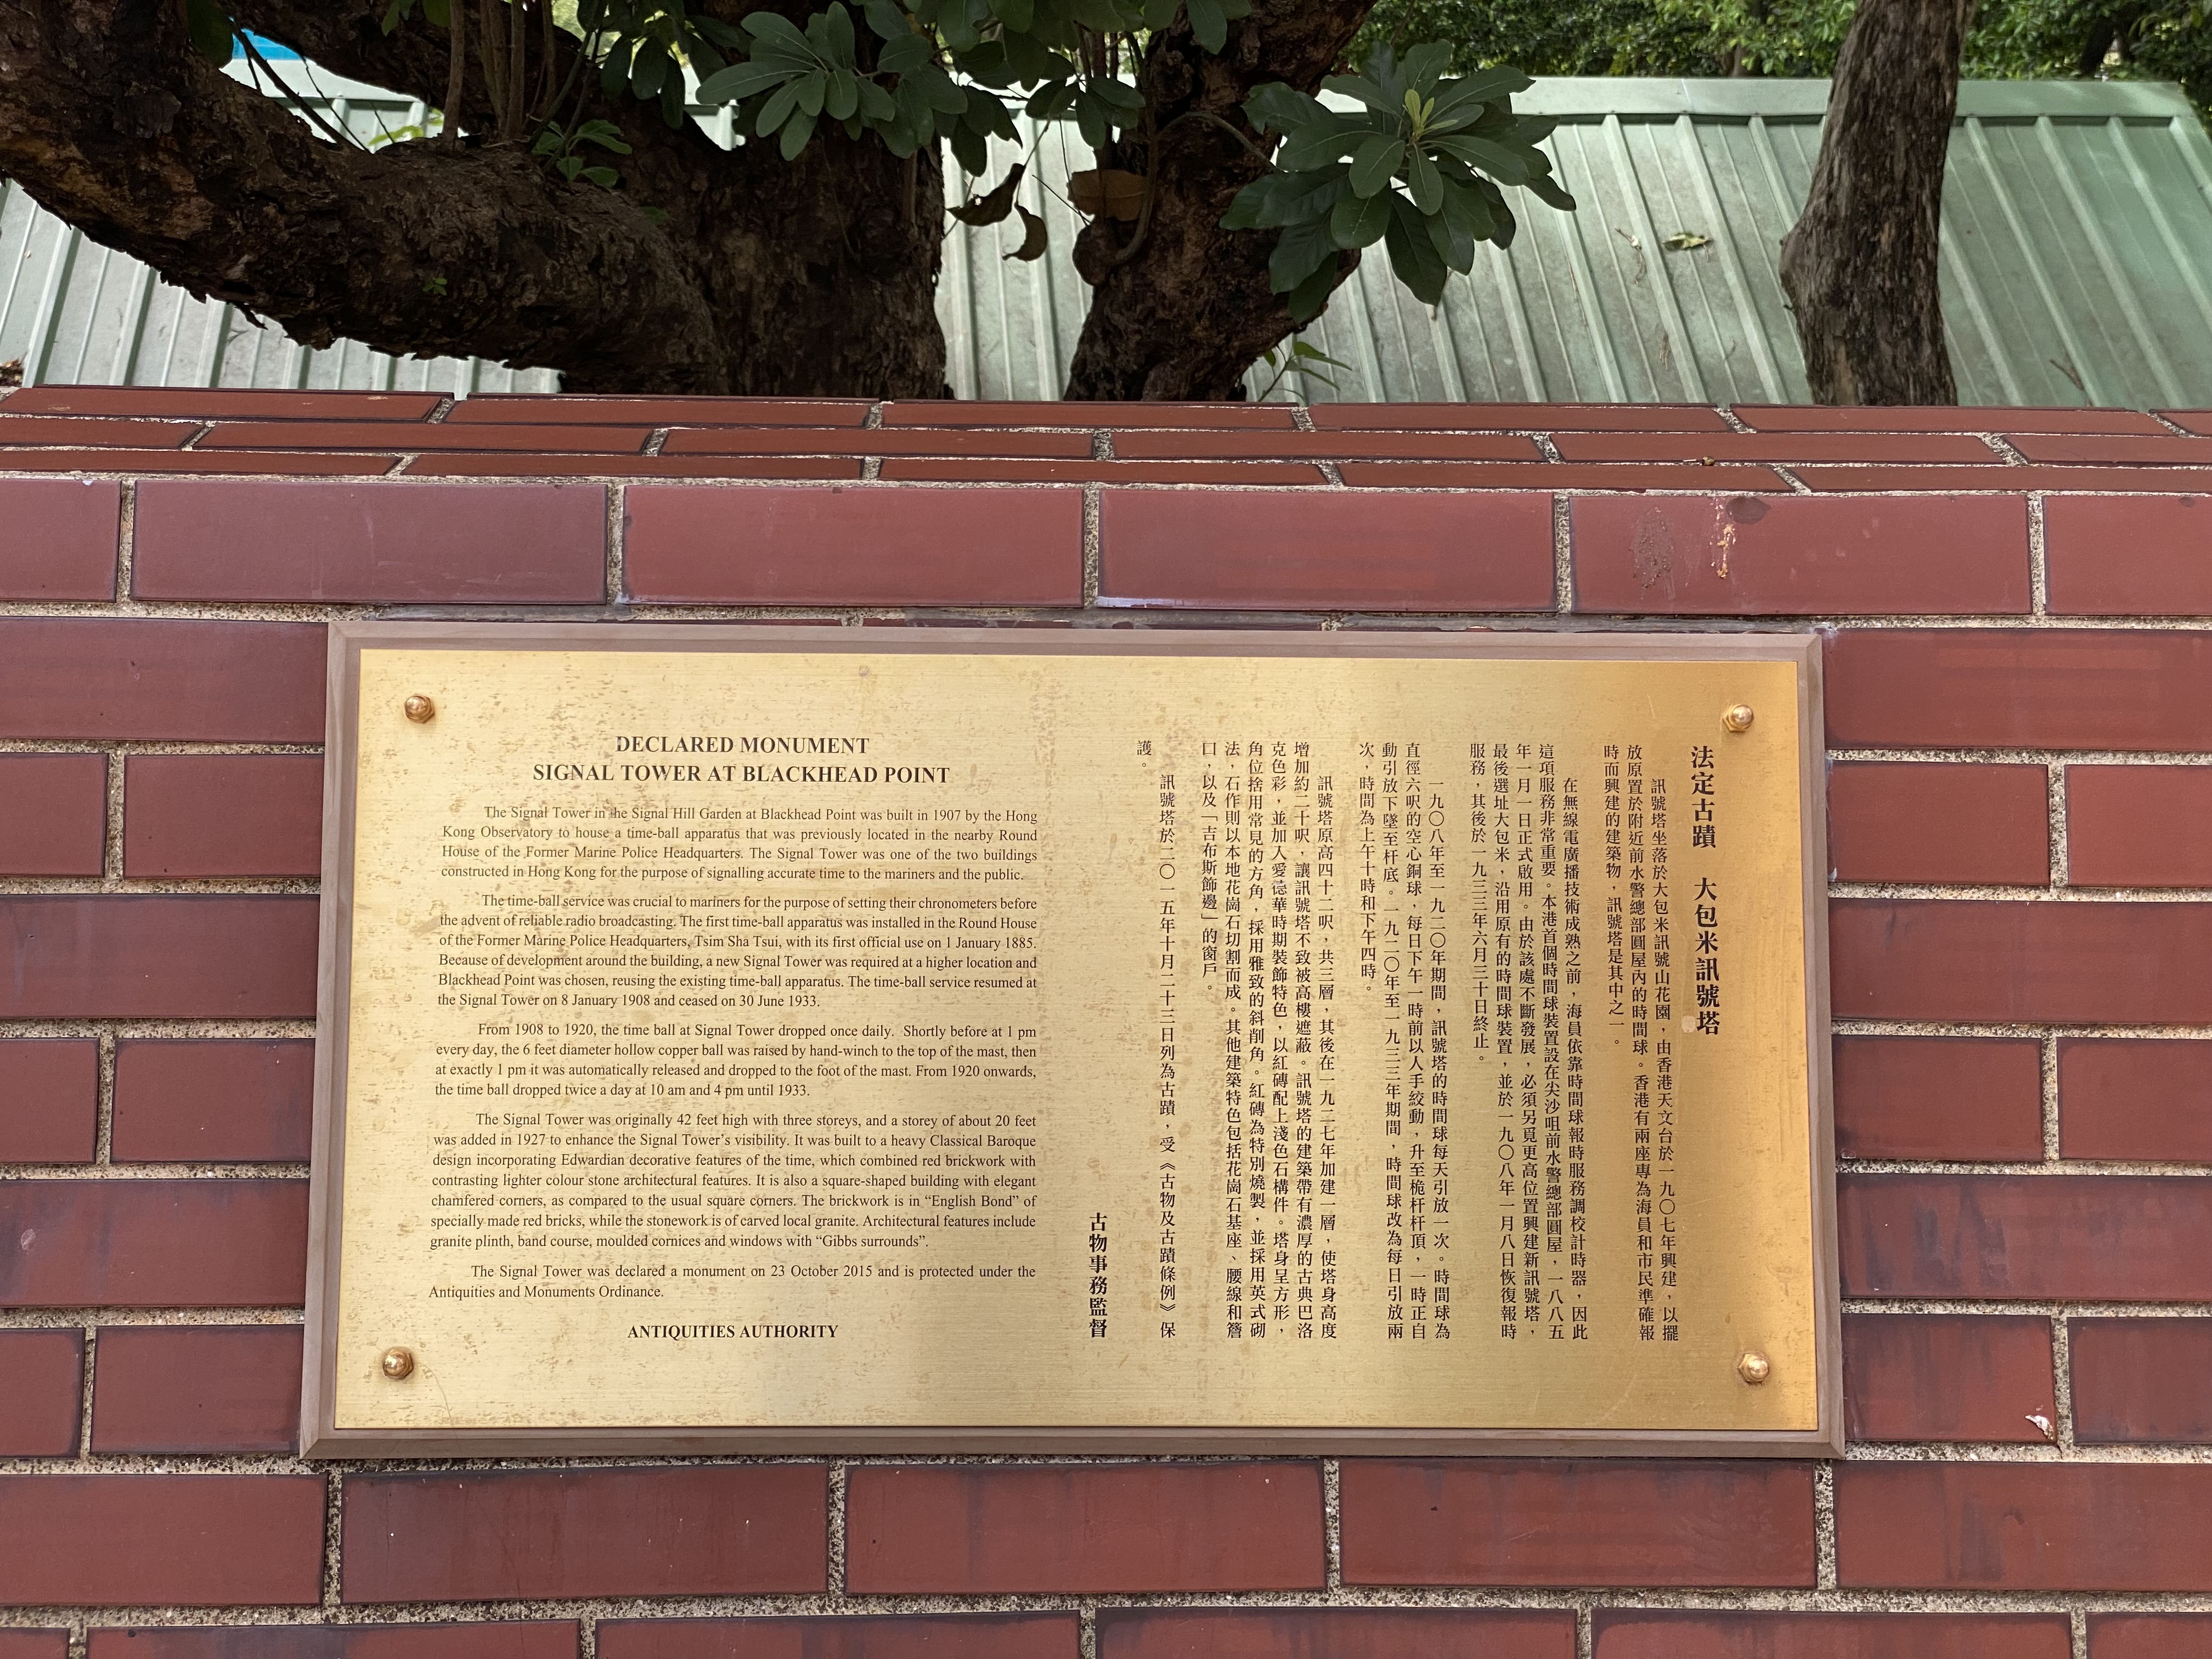 DECLARED MONUMENT
SIGNAL TOWER AT BLACKHEAD POINT
The Signal Tower in the Signal Hill Garden at Blackhead Point was built in 1907 by the Hong
Kong Observatory to house a time-ball apparatus that was previously located in the nearby Round
House of the Former Marine Police Headquarters. The Signal Tower was one of the two buildings
constructed in Hong Kong for the purpose of signalling accurate time to the mariners and the public.
The time-ball service was crucial to mariners for the purpose of setting their chronometers before
the advent of reliable radio broadcasting. The first time-ball apparatus was installed in the Round House
of the Former Marine Police Headquarters, Tsim Sha Tsui, with its first official use on 1 January 1885.
Because of development around the building, a new Signal Tower was required at a higher location and
Blackhead Point was chosen, reusing the existing time-ball apparatus. The time-ball service resumed at
the Signal Tower on 8 January 1908 and ceased on 30 June 1933.
From 1908 to 1920, the time ball at Signal Tower dropped once daily. Shortly before at 1 pm
every day, the 6 feet diameter hollow copper ball was raised by hand-winch to the top of the mast, then
at exactly 1 pm it was automatically released and dropped to the foot of the mast. From 1920 onwards,
the time ball dropped twice a day at 10 am and 4 pm until 1933.
The Signal Tower was originally 42 feet high with three storeys, and a storey of about 20 feet
was added in 1927 to enhance the Signal Tower's visibility. It was built to a heavy Classical Baroque
design incorporating Edwardian decorative features of the time, which combined red brickwork with
contrasting lighter colour stone architectural features. It is also a square-shaped building with elegant
chamfered corners, as compared to the usual square corners. The brickwork is in “English Bond” of
specially made red bricks, while the stonework is of carved local granite. Architectural features include
granite plinth, band course, moulded cornices and windows with “Gibbs surrounds”.
The Signal Tower was declared a monument on 23 October 2015 and is protected under the
Antiquities and Monuments Ordinance.
ANTIQUITIES AUTHORITY
法定古蹟 大包米訊號塔
訊號塔坐落於大包米訊號山花園，由香港天文台於一九〇七年興建，以擺
放原置於附近前水警總部圓屋內的時間球。香港有兩座專為海員和市民準確報
時而興建的建築物，訊號塔是其中之一。
在無線電廣播技術成熟之前，海員依靠時間球報時服務調校計時器，因此
這項服務非常重要。本港首個時間球裝置設在尖沙咀前水警總部圓屋，一八八五
年一月一日正式啟用。由於該處不斷發展，必須另覓更高位置興建新訊號塔，
最後選址大包米，沿用原有的時間球裝置，並於一九〇八年一月八日恢復報時
服務，其後於一九三三年六月三十日終止。
一九〇八年至一九二〇年期間，訊號塔的時間球每天引放一次。時間球為
直徑六呎的空心銅球，每日下午一時前以人手絞動，升至桅杆杆頂，一時正自
動引放下墜至杆底。一九二〇年至一九三三年期間，時間球改為每日引放兩
次，時間為上午十時和下午四時。
訊號塔原高四十二呎，共三層，其後在一九二七年加建一層，使塔身高度
增加約二十呎，讓訊號塔不致被高樓遮蔽。訊號塔的建築帶有濃厚的古典巴洛
克色彩，並加入愛德華時期裝飾特色，以紅磚配上淺色石構件。塔身呈方形，
角位捨用常見的方角，採用雅致的斜削角。紅磚為特別燒製，並採用英式砌
法，石作則以本地花崗石切割而成。其他建築特色包括花崗石基座、腰線和簷
口，以及「吉布斯飾邊」的窗戶。
訊號塔於二〇一五年十月二十三日列為古蹟，受《古物及古蹟條例》保
護。
古物事務監督